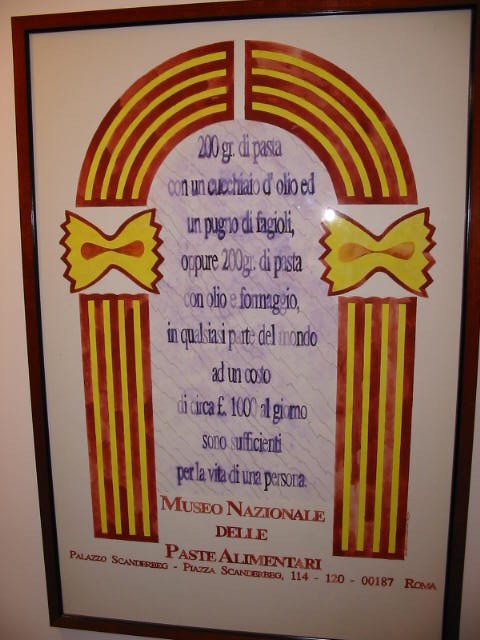 200 gr. di pasta
con un cucchiaio d' olio ed
un pugno di fagioli,
oppure 200gr. di pasta
con olio e formaggio,
in qualsiasi parte del mondo
ad un costo
di circa £. 1000 al giorno
sono sufficienti
per la vita di una persona
MUSEO NAZIONALE
DELLE
PASTE ALIMENTARI
PALAZZO SCANDERBEG - PIAZZA SCANDERBEG, 114 - 120 - 00187 ROMA